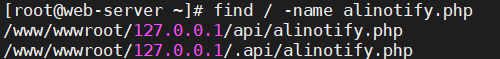 [root@web-server ~]# find / -name alinotify.php
/www/wwwroot/127.0.0.1/api/alinotify.php
/www/wwwroot/127.0.0.1/.api/alinotify.php